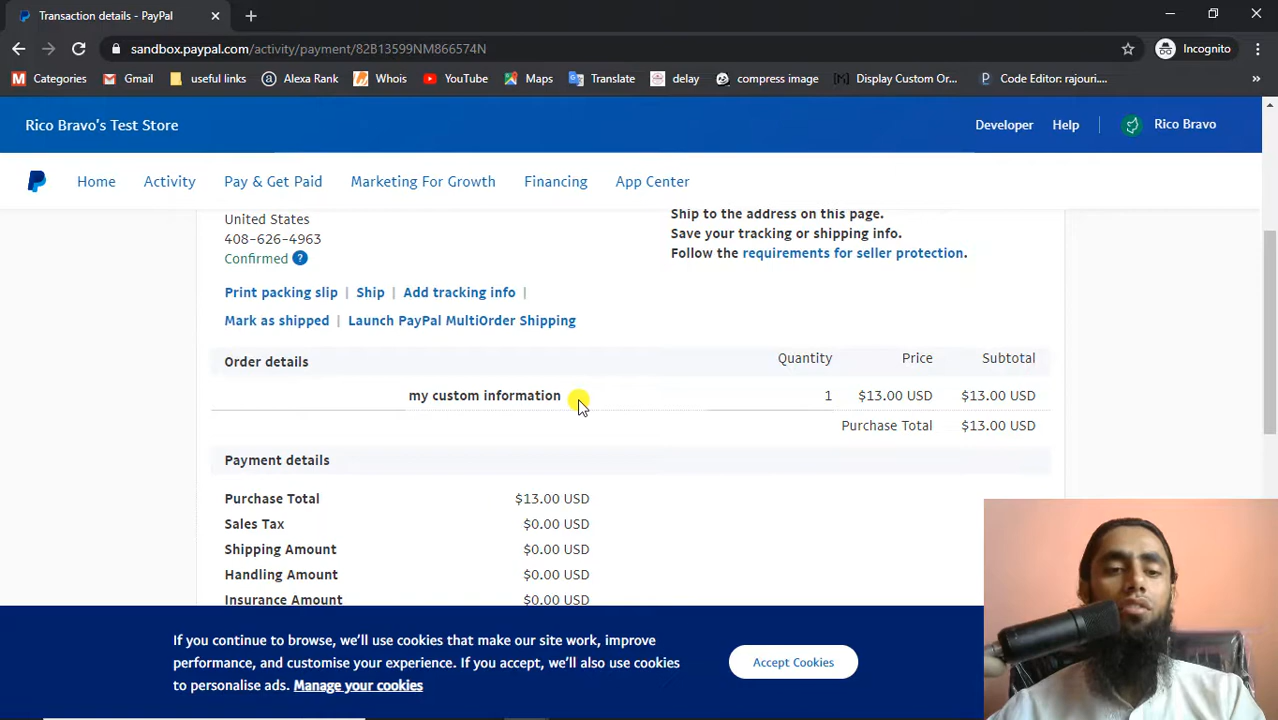 Transaction details - PayPal
sandbox.paypal.com/activity/payment/82B13599NM866574N
Incognito
Categories Gmail useful links Alexa Rank Whois YouTube Maps Translate delay compress image Display Custom Or... Code Editor: rajouri....
Rico Bravo's Test Store
Developer Help Rico Bravo
Home Activity Pay & Get Paid Marketing For Growth Financing App Center
United States
408-626-4963
Confirmed ?
Ship to the address on this page.
Save your tracking or shipping info.
Follow the requirements for seller protection.
Print packing slip | Ship | Add tracking info |
Mark as shipped | Launch PayPal MultiOrder Shipping
Order details Quantity Price Subtotal
my custom information 1 $13.00 USD $13.00 USD
Purchase Total $13.00 USD
Payment details
Purchase Total $13.00 USD
Sales Tax $0.00 USD
Shipping Amount $0.00 USD
Handling Amount $0.00 USD
Insurance Amount $0.00 USD
If you continue to browse, we'll use cookies that make our site work, improve
performance, and customise your experience. If you accept, we'll also use cookies
to personalise ads. Manage your cookies
Accept Cookies